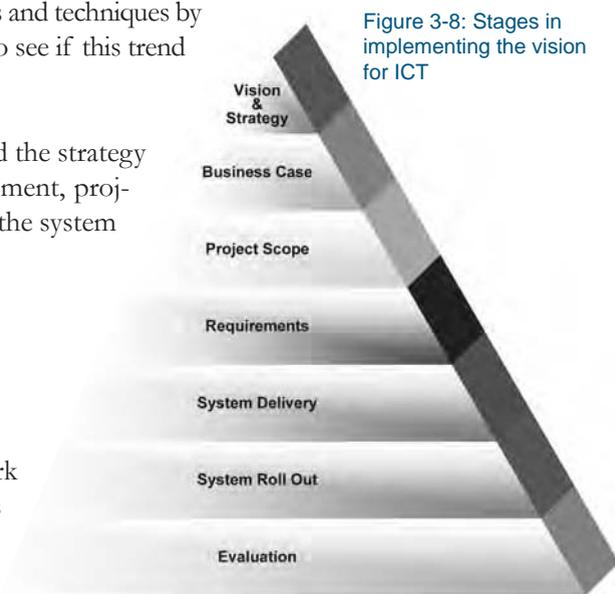 s and techniques by
o see if this trend
d the strategy
ment, proj-
the system
rk
Figure 3-8: Stages in
implementing the vision
for ICT
Vision
&
Strategy
Business Case
Project Scope
Requirements
System Delivery
System Roll Out
Evaluation